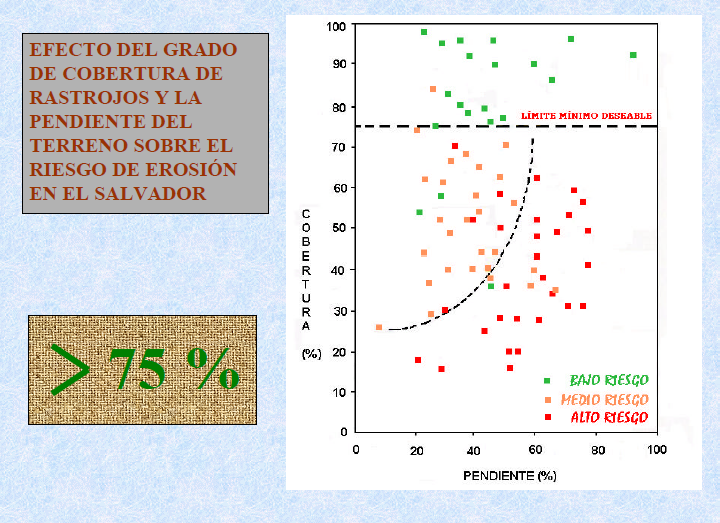 EFECTO DEL GRADO
DE COBERTURA DE
RASTROJOS Y LA
PENDIENTE DEL
TERRENO SOBRE EL
RIESGO DE EROSIÓN
EN EL SALVADOR
> 75 %
100
90
80
70
60
50
40
30
20
10
0
COBERTURA
(%)
LÍMITE MÍNIMO DESEABLE
BAJO RIESGO
MEDIO RIESGO
ALTO RIESGO
0 20 40 60 80 100
PENDIENTE (%)